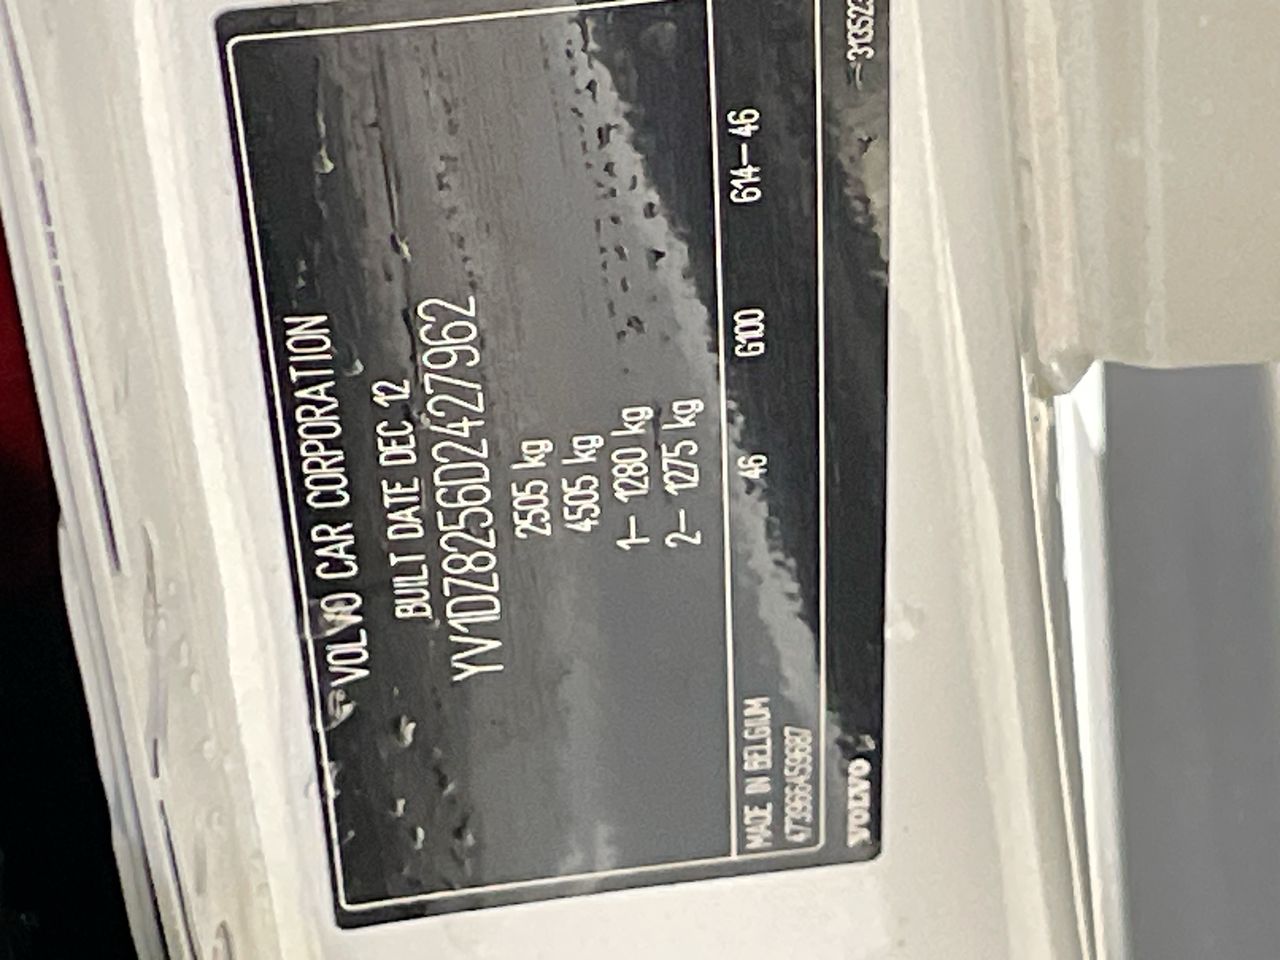 VOLVO CAR CORPORATION
BUILT DATE DEC 12
YV1DZ8256D2427962
2505 kg
4505 kg
1– 1280 kg
2– 1275 kg
MADE IN BELGIUM 46 G100 614–46
473966459687
VOLVO